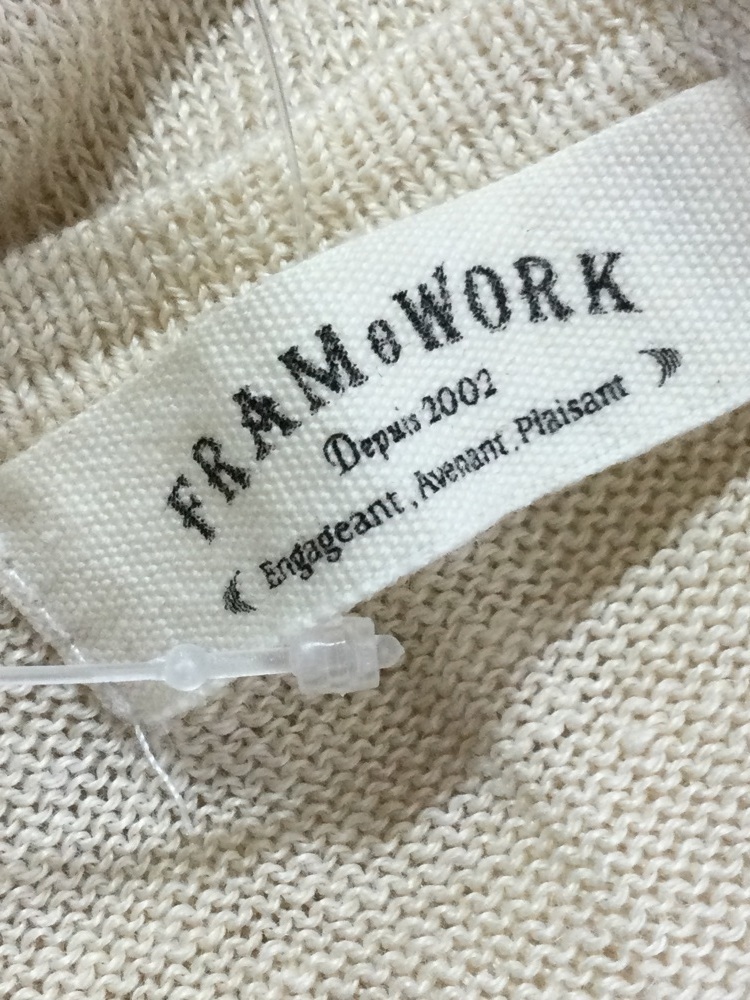 FRAMeWORK
Depuis 2002
Engageant, Avenant, Plaisant